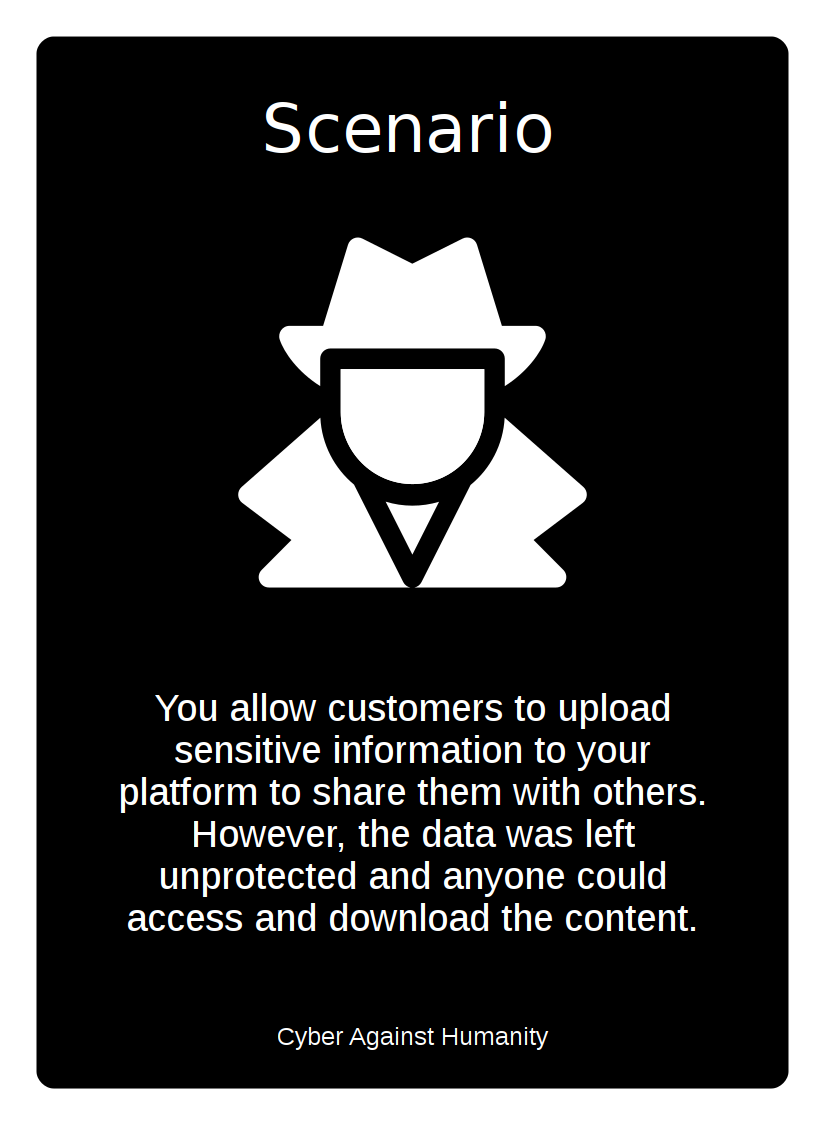 Scenario
You allow customers to upload
sensitive information to your
platform to share them with others.
However, the data was left
unprotected and anyone could
access and download the content.
Cyber Against Humanity